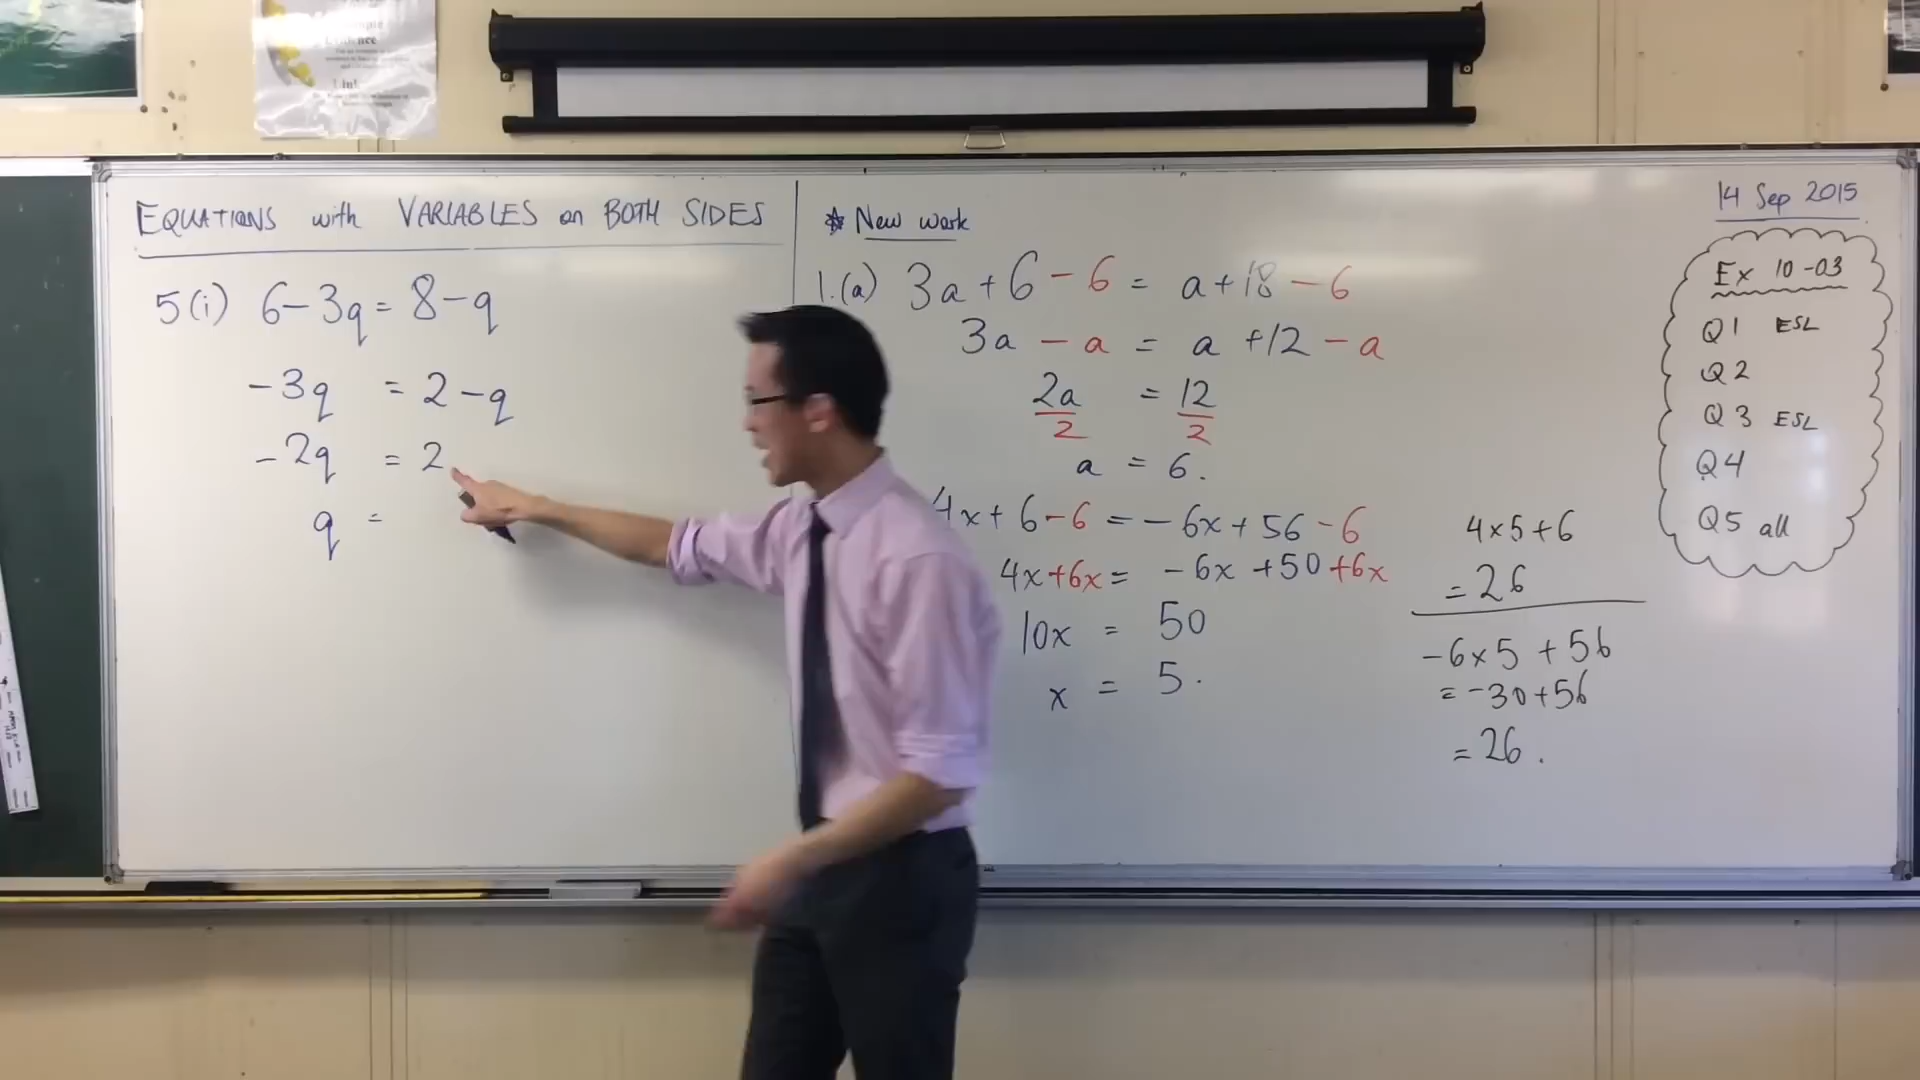 EQUATIONS with VARIABLES on BOTH SIDES
5(i) 6-3q = 8-q
-3q = 2-q
-2q = 2
q =
* New work
1.(a) 3a+6-6 = a+18-6
3a-a = a+12-a
2a/2 = 12/2
a = 6.
4x+6-6 = -6x+56-6
4x+6x = -6x+50+6x
10x = 50
x = 5.
4×5+6
=26
-6×5+56
=-30+56
=26.
14 Sep 2015
Ex 10-03
Q1 ESL
Q2
Q3 ESL
Q4
Q5 all